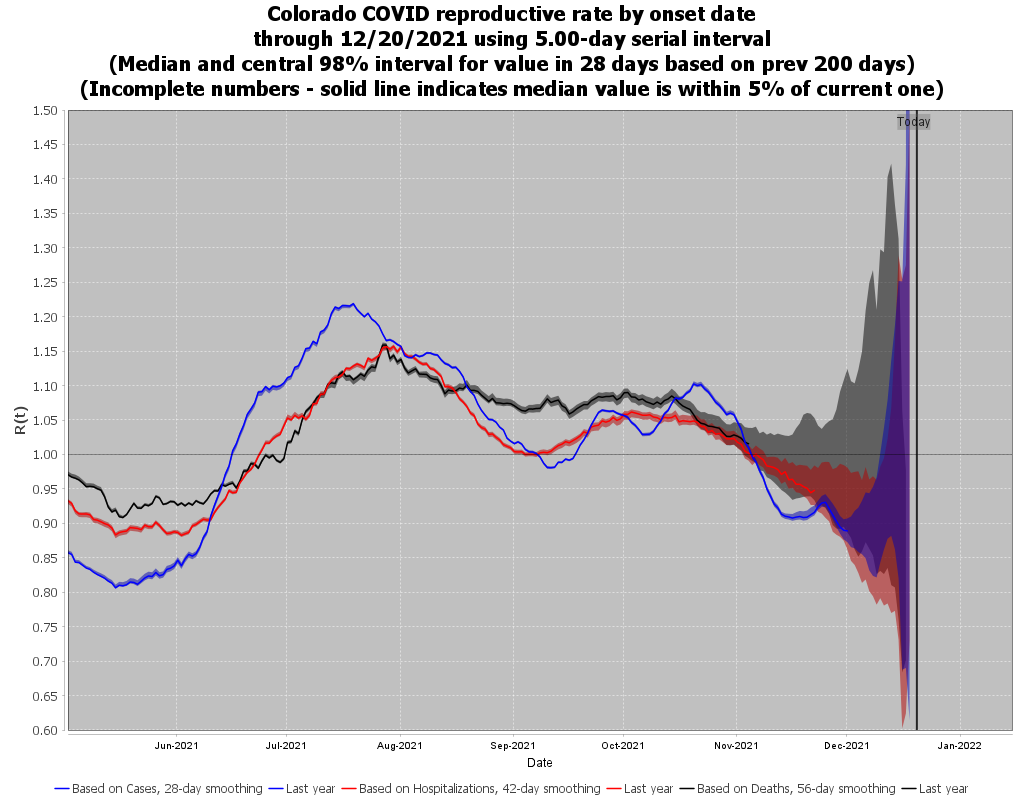 Colorado COVID reproductive rate by onset date
through 12/20/2021 using 5.00-day serial interval
(Median and central 98% interval for value in 28 days based on prev 200 days)
(Incomplete numbers - solid line indicates median value is within 5% of current one)
Today
R(t)
1.50
1.45
1.40
1.35
1.30
1.25
1.20
1.15
1.10
1.05
1.00
0.95
0.90
0.85
0.80
0.75
0.70
0.65
0.60
Jun-2021 Jul-2021 Aug-2021 Sep-2021 Oct-2021 Nov-2021 Dec-2021 Jan-2022
Date
Based on Cases, 28-day smoothing Last year Based on Hospitalizations, 42-day smoothing Last year Based on Deaths, 56-day smoothing Last year